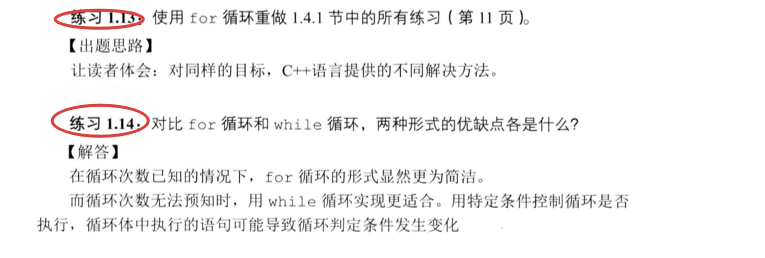 练习 1.13：使用 for 循环重做 1.4.1 节中的所有练习（第 11 页）。
【出题思路】
让读者体会：对同样的目标，C++语言提供的不同解决方法。
练习 1.14：对比 for 循环和 while 循环，两种形式的优缺点各是什么？
【解答】
在循环次数已知的情况下，for 循环的形式显然更为简洁。
而循环次数无法预知时，用 while 循环实现更适合。用特定条件控制循环是否
执行，循环体中执行的语句可能导致循环判定条件发生变化